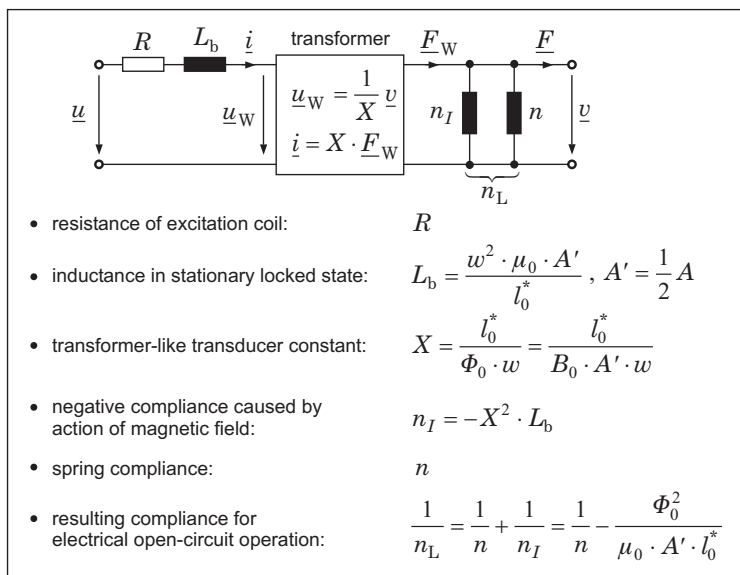 transformer
R L_b i F_W F
u u_W u_W = 1/X v n_I n v
i = X · F_W
n_L
• resistance of excitation coil: R
• inductance in stationary locked state: L_b = w² · μ₀ · A′ / l₀* , A′ = 1/2 A
• transformer-like transducer constant: X = l₀* / Φ₀ · w = l₀* / B₀ · A′ · w
• negative compliance caused by
action of magnetic field: n_I = −X² · L_b
• spring compliance: n
• resulting compliance for
electrical open-circuit operation: 1/n_L = 1/n + 1/n_I = 1/n − Φ₀² / μ₀ · A′ · l₀*